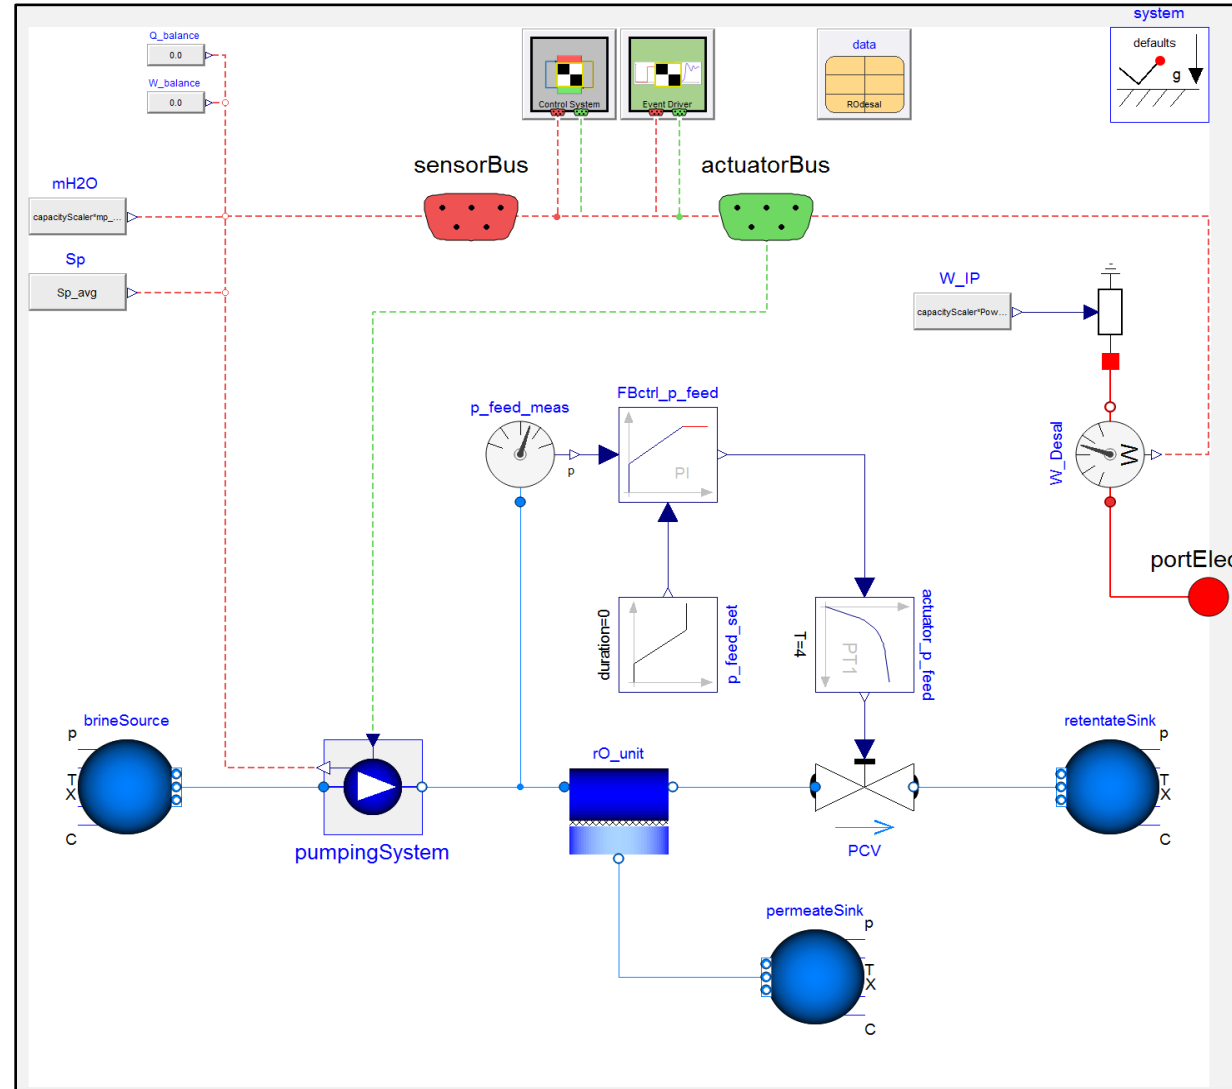 system
Q_balance
0.0
W_balance
0.0
Control System
Event Driver
data
ROdesal
defaults
g
sensorBus
actuatorBus
mH2O
capacityScaler*mp_...
Sp
Sp_avg
W_IP
capacityScaler*Pow...
p_feed_meas
p
FBctrl_p_feed
PI
W_Desal
W
portElec
duration=0
p_feed_set
T=4
PT1
actuator_p_feed
brineSource
p
T
X
C
pumpingSystem
rO_unit
PCV
retentateSink
p
T
X
C
permeateSink
p
T
X
C